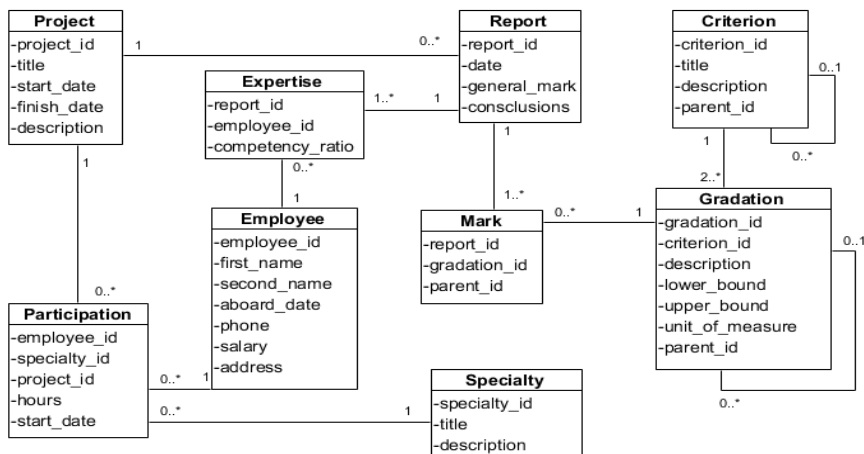 Project
-project_id
-title
-start_date
-finish_date
-description
Report
-report_id
-date
-general_mark
-consclusions
Criterion
-criterion_id
-title
-description
-parent_id
Expertise
-report_id
-employee_id
-competency_ratio
Employee
-employee_id
-first_name
-second_name
-aboard_date
-phone
-salary
-address
Mark
-report_id
-gradation_id
-parent_id
Gradation
-gradation_id
-criterion_id
-description
-lower_bound
-upper_bound
-unit_of_measure
-parent_id
Participation
-employee_id
-specialty_id
-project_id
-hours
-start_date
Specialty
-specialty_id
-title
-description
1
0..*
1..*
1
0..1
0..*
1
2..*
1
0..*
0..*
1
1
1..*
0..*
1
0..1
0..*
0..*
1
0..*
1